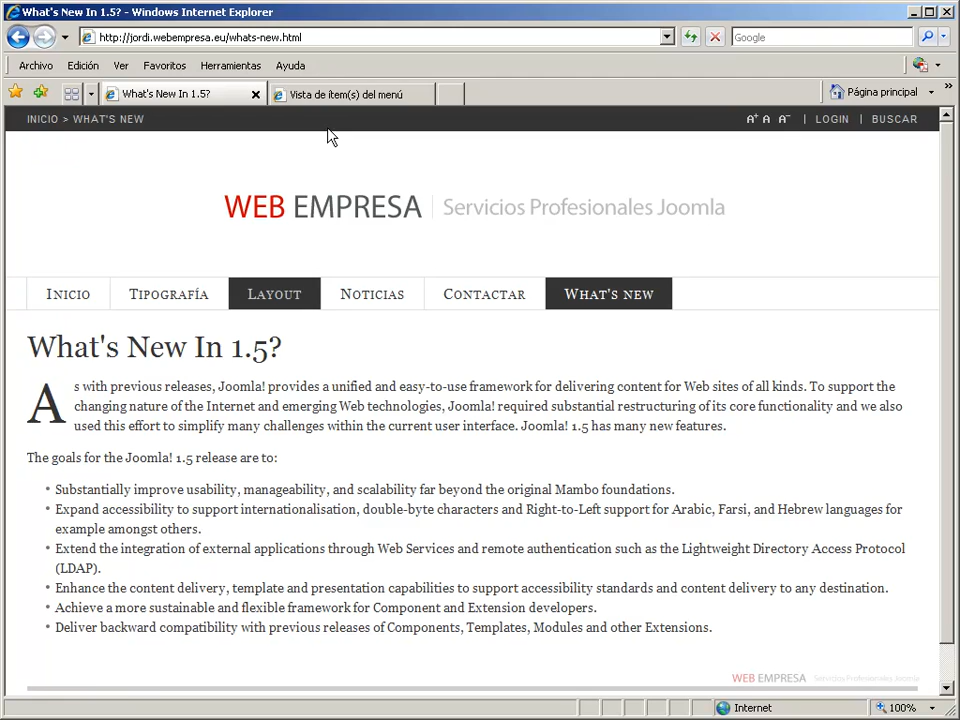 What's New In 1.5? - Windows Internet Explorer
http://jordi.webempresa.eu/whats-new.html
Google
Archivo Edición Ver Favoritos Herramientas Ayuda
What's New In 1.5? Vista de ítem(s) del menú Página principal
INICIO > WHAT'S NEW A+ A A- | LOGIN | BUSCAR
WEB EMPRESA Servicios Profesionales Joomla
INICIO TIPOGRAFÍA LAYOUT NOTICIAS CONTACTAR WHAT'S NEW
What's New In 1.5?
As with previous releases, Joomla! provides a unified and easy-to-use framework for delivering content for Web sites of all kinds. To support the
changing nature of the Internet and emerging Web technologies, Joomla! required substantial restructuring of its core functionality and we also
used this effort to simplify many challenges within the current user interface. Joomla! 1.5 has many new features.
The goals for the Joomla! 1.5 release are to:
• Substantially improve usability, manageability, and scalability far beyond the original Mambo foundations.
• Expand accessibility to support internationalisation, double-byte characters and Right-to-Left support for Arabic, Farsi, and Hebrew languages for
example amongst others.
• Extend the integration of external applications through Web Services and remote authentication such as the Lightweight Directory Access Protocol
(LDAP).
• Enhance the content delivery, template and presentation capabilities to support accessibility standards and content delivery to any destination.
• Achieve a more sustainable and flexible framework for Component and Extension developers.
• Deliver backward compatibility with previous releases of Components, Templates, Modules and other Extensions.
WEB EMPRESA Servicios Profesionales Joomla
Internet 100%